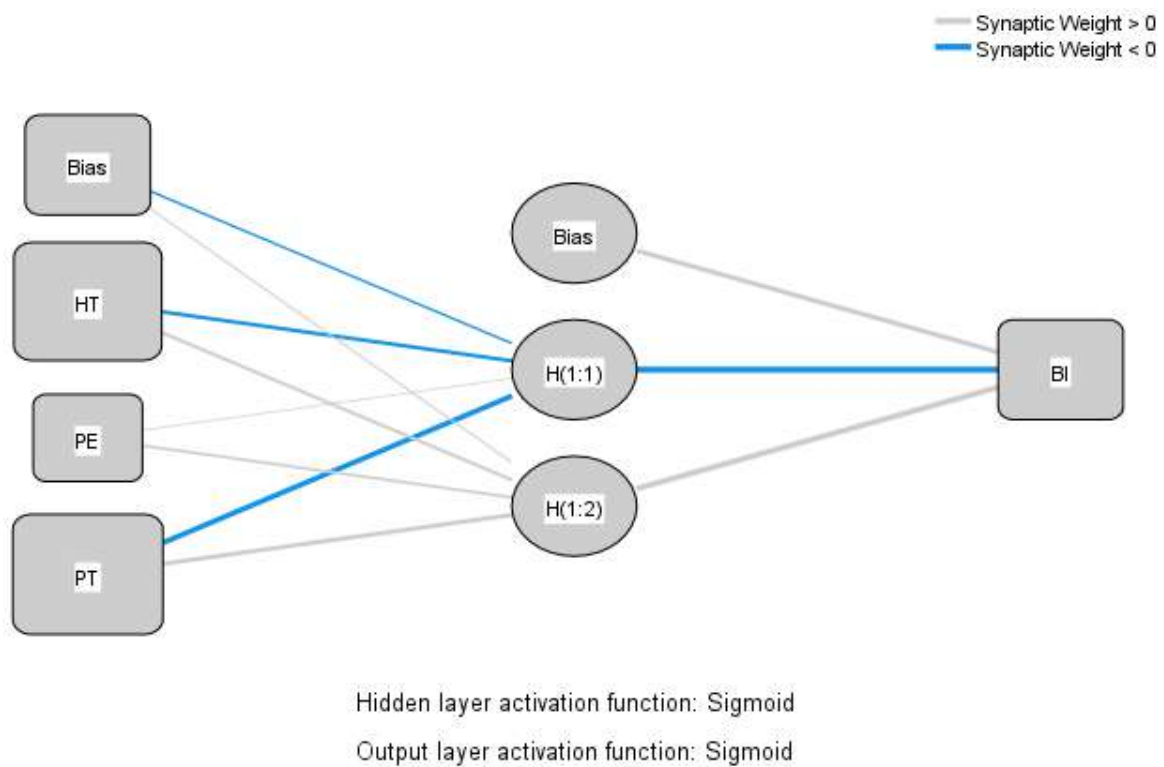 Synaptic Weight > 0
Synaptic Weight < 0
Bias
HT
PE
PT
Bias
H(1:1)
H(1:2)
BI
Hidden layer activation function: Sigmoid
Output layer activation function: Sigmoid